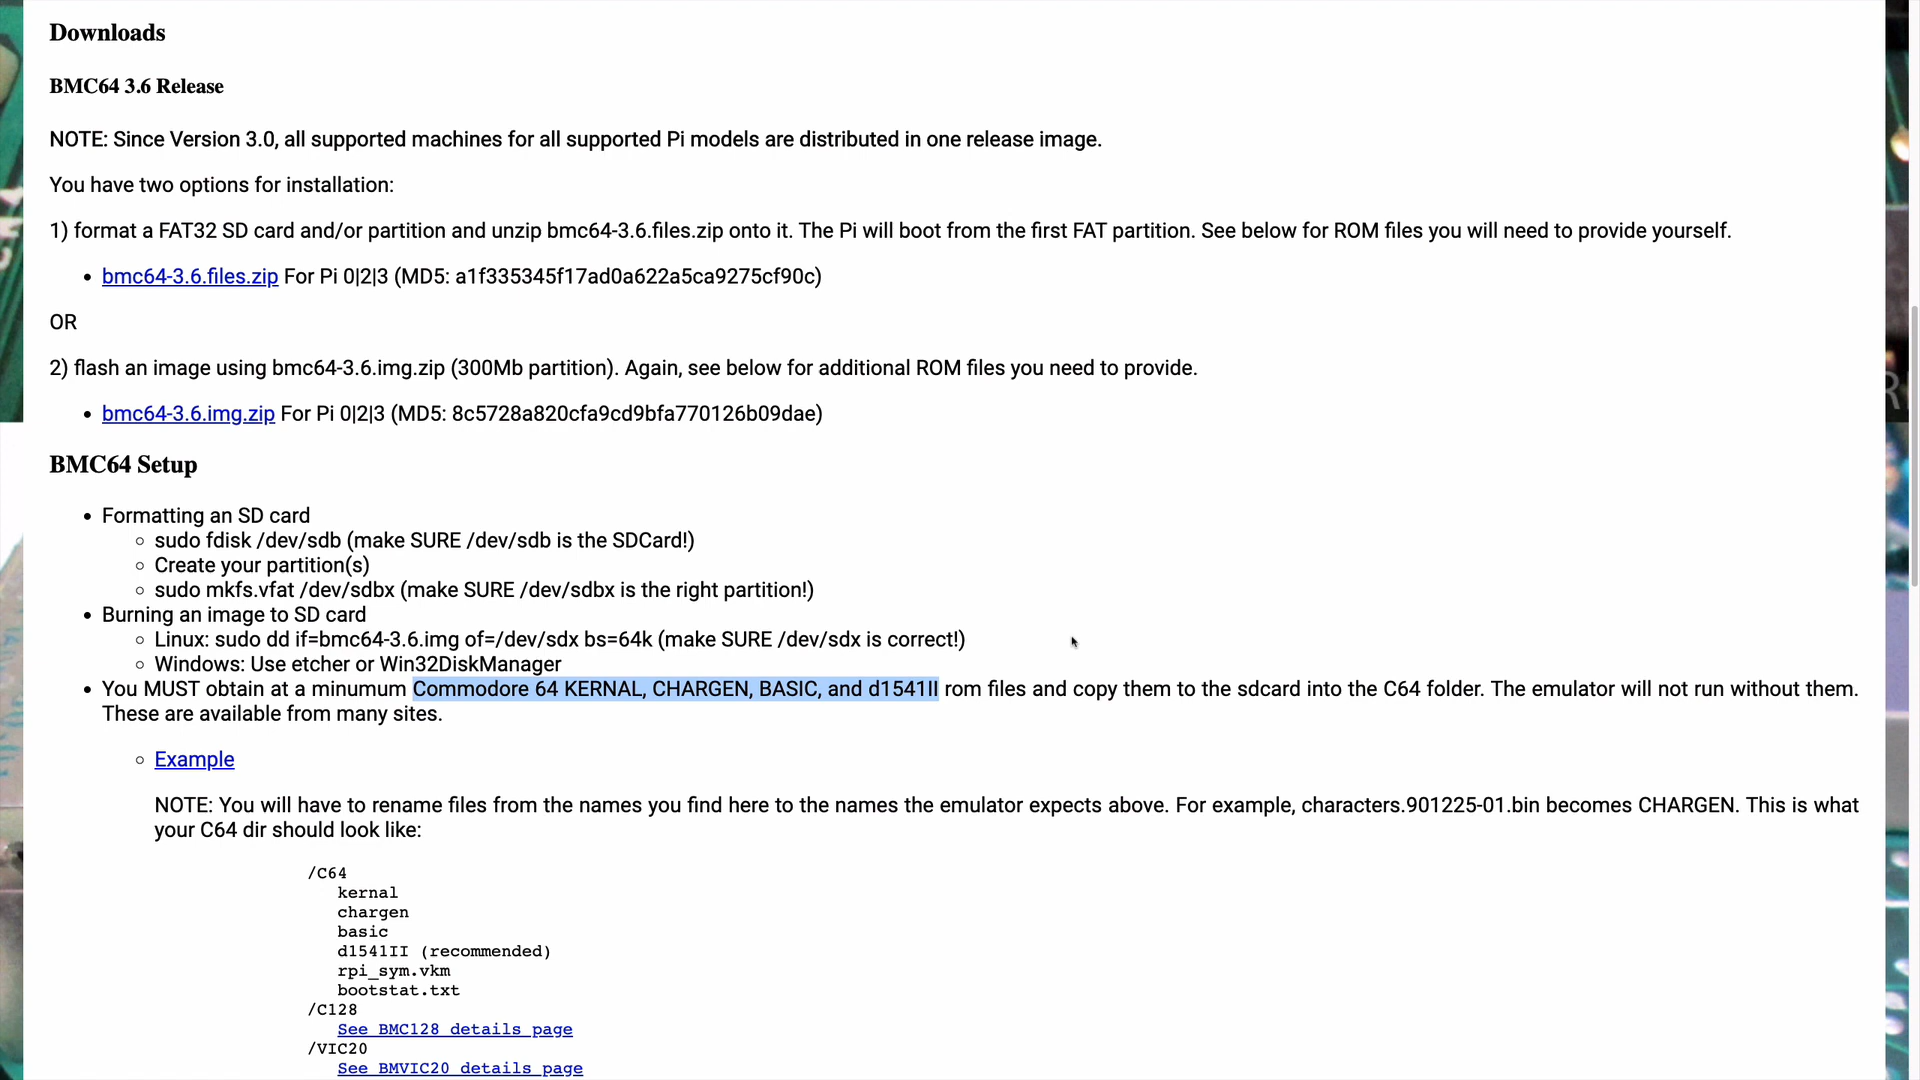 Downloads
BMC64 3.6 Release
NOTE: Since Version 3.0, all supported machines for all supported Pi models are distributed in one release image.
You have two options for installation:
1) format a FAT32 SD card and/or partition and unzip bmc64-3.6.files.zip onto it. The Pi will boot from the first FAT partition. See below for ROM files you will need to provide yourself.
• bmc64-3.6.files.zip For Pi 0|2|3 (MD5: a1f335345f17ad0a622a5ca9275cf90c)
OR
2) flash an image using bmc64-3.6.img.zip (300Mb partition). Again, see below for additional ROM files you need to provide.
• bmc64-3.6.img.zip For Pi 0|2|3 (MD5: 8c5728a820cfa9cd9bfa770126b09dae)
BMC64 Setup
• Formatting an SD card
◦ sudo fdisk /dev/sdb (make SURE /dev/sdb is the SDCard!)
◦ Create your partition(s)
◦ sudo mkfs.vfat /dev/sdbx (make SURE /dev/sdbx is the right partition!)
• Burning an image to SD card
◦ Linux: sudo dd if=bmc64-3.6.img of=/dev/sdx bs=64k (make SURE /dev/sdx is correct!)
◦ Windows: Use etcher or Win32DiskManager
• You MUST obtain at a minumum Commodore 64 KERNAL, CHARGEN, BASIC, and d1541II rom files and copy them to the sdcard into the C64 folder. The emulator will not run without them.
These are available from many sites.
◦ Example
NOTE: You will have to rename files from the names you find here to the names the emulator expects above. For example, characters.901225-01.bin becomes CHARGEN. This is what
your C64 dir should look like:
/C64
kernal
chargen
basic
d1541II (recommended)
rpi_sym.vkm
bootstat.txt
/C128
See BMC128 details page
/VIC20
See BMVIC20 details page